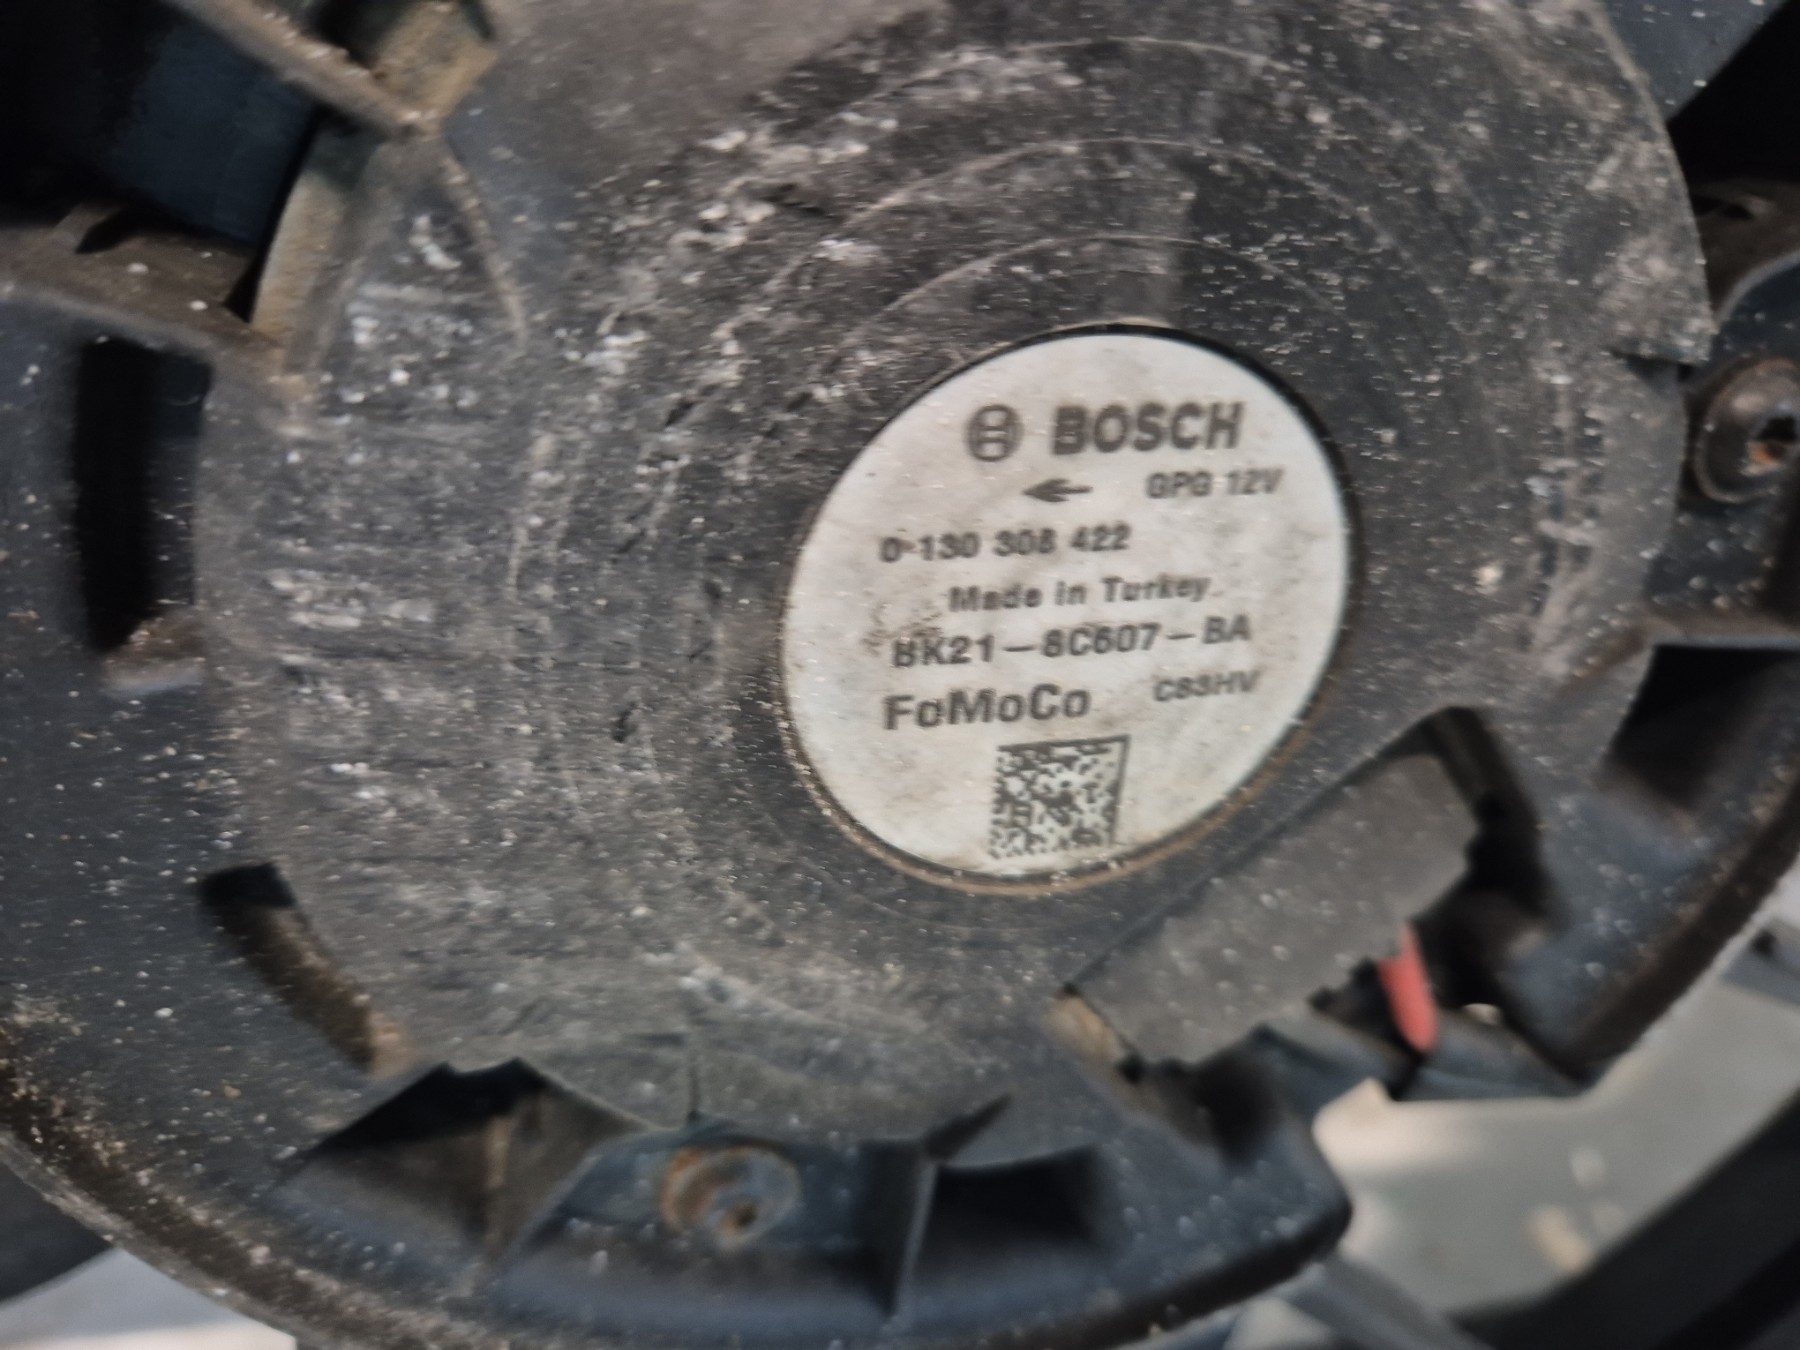 BOSCH
GPG 12V
0 130 308 422
Made in Turkey
BK21-8C607-BA
FoMoCo C83HV